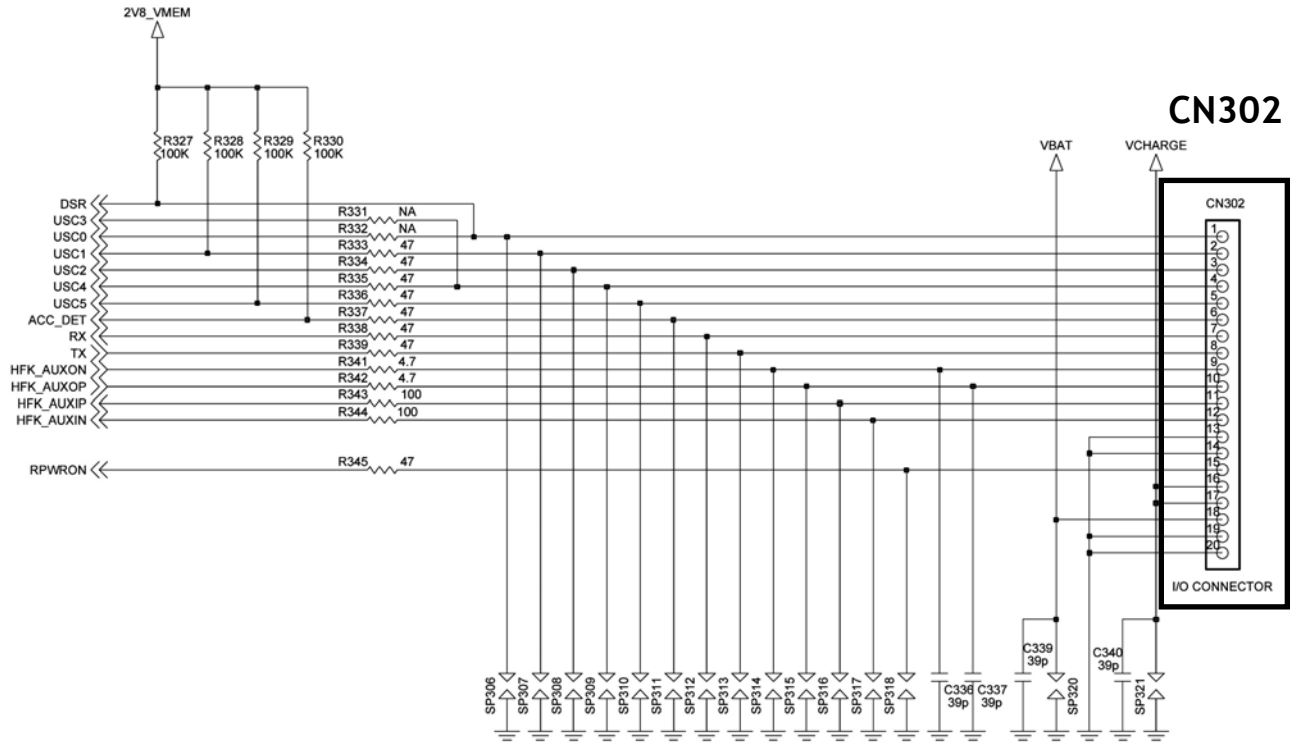 2V8_VMEM
CN302
R327
100K
R328
100K
R329
100K
R330
100K
VBAT
VCHARGE
CN302
DSR
USC3
USC0
USC1
USC2
USC4
USC5
ACC_DET
RX
TX
HFK_AUXON
HFK_AUXOP
HFK_AUXIP
HFK_AUXIN
RPWRON
R331 NA
R332 NA
R333 47
R334 47
R335 47
R336 47
R337 47
R338 47
R339 47
R341 4.7
R342 4.7
R343 100
R344 100
R345 47
1
2
3
4
5
6
7
8
9
10
11
12
13
14
15
16
17
18
19
20
I/O CONNECTOR
SP306
SP307
SP308
SP309
SP310
SP311
SP312
SP313
SP314
SP315
SP316
SP317
SP318
C336
39p
C337
39p
C339
39p
SP320
C340
39p
SP321